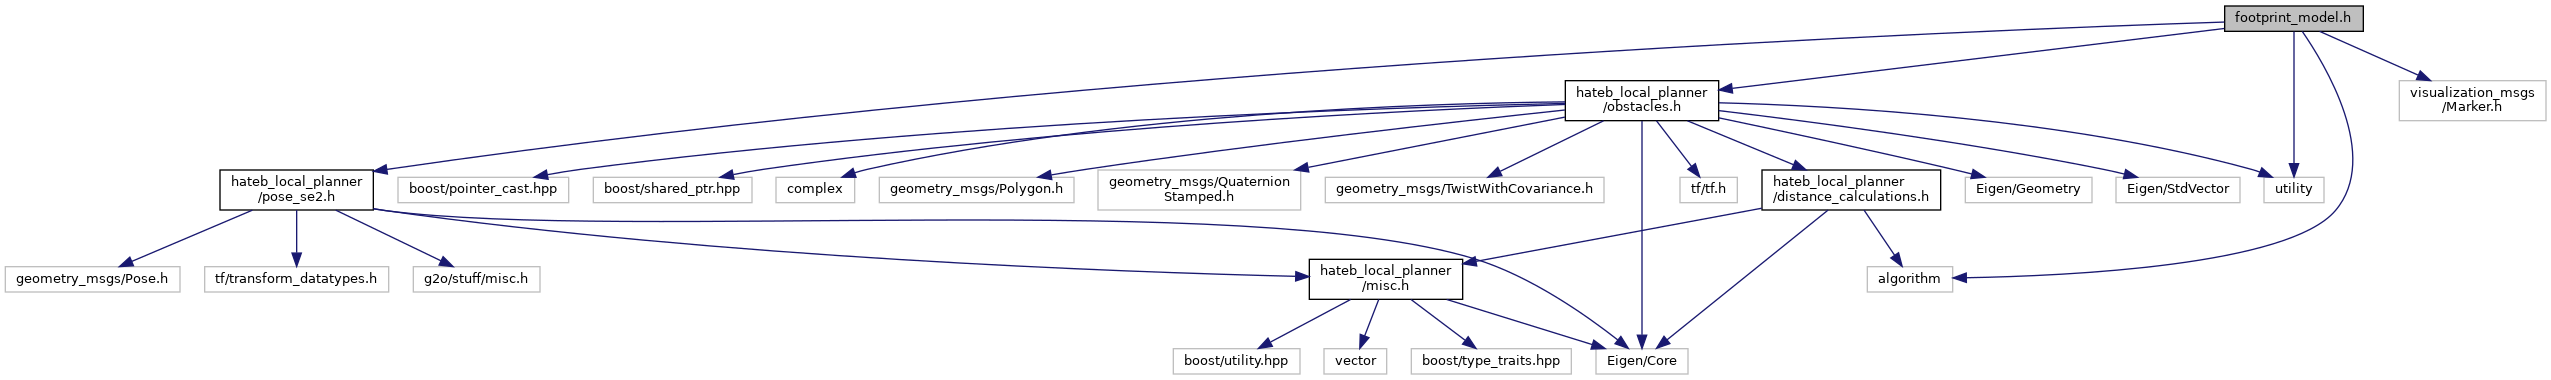 footprint_model.h
hateb_local_planner
/obstacles.h
visualization_msgs
/Marker.h
hateb_local_planner
/pose_se2.h
boost/pointer_cast.hpp
boost/shared_ptr.hpp
complex
geometry_msgs/Polygon.h
geometry_msgs/Quaternion
Stamped.h
geometry_msgs/TwistWithCovariance.h
tf/tf.h
hateb_local_planner
/distance_calculations.h
Eigen/Geometry
Eigen/StdVector
utility
geometry_msgs/Pose.h
tf/transform_datatypes.h
g2o/stuff/misc.h
hateb_local_planner
/misc.h
algorithm
boost/utility.hpp
vector
boost/type_traits.hpp
Eigen/Core